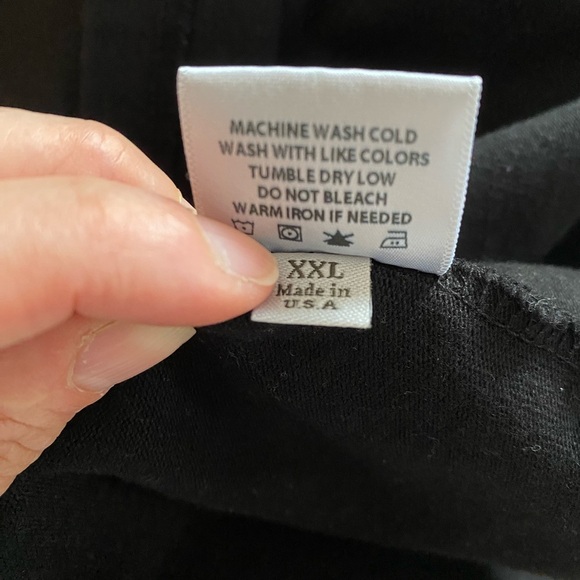 MACHINE WASH COLD
WASH WITH LIKE COLORS
TUMBLE DRY LOW
DO NOT BLEACH
WARM IRON IF NEEDED
XXL
Made in
U.S.A